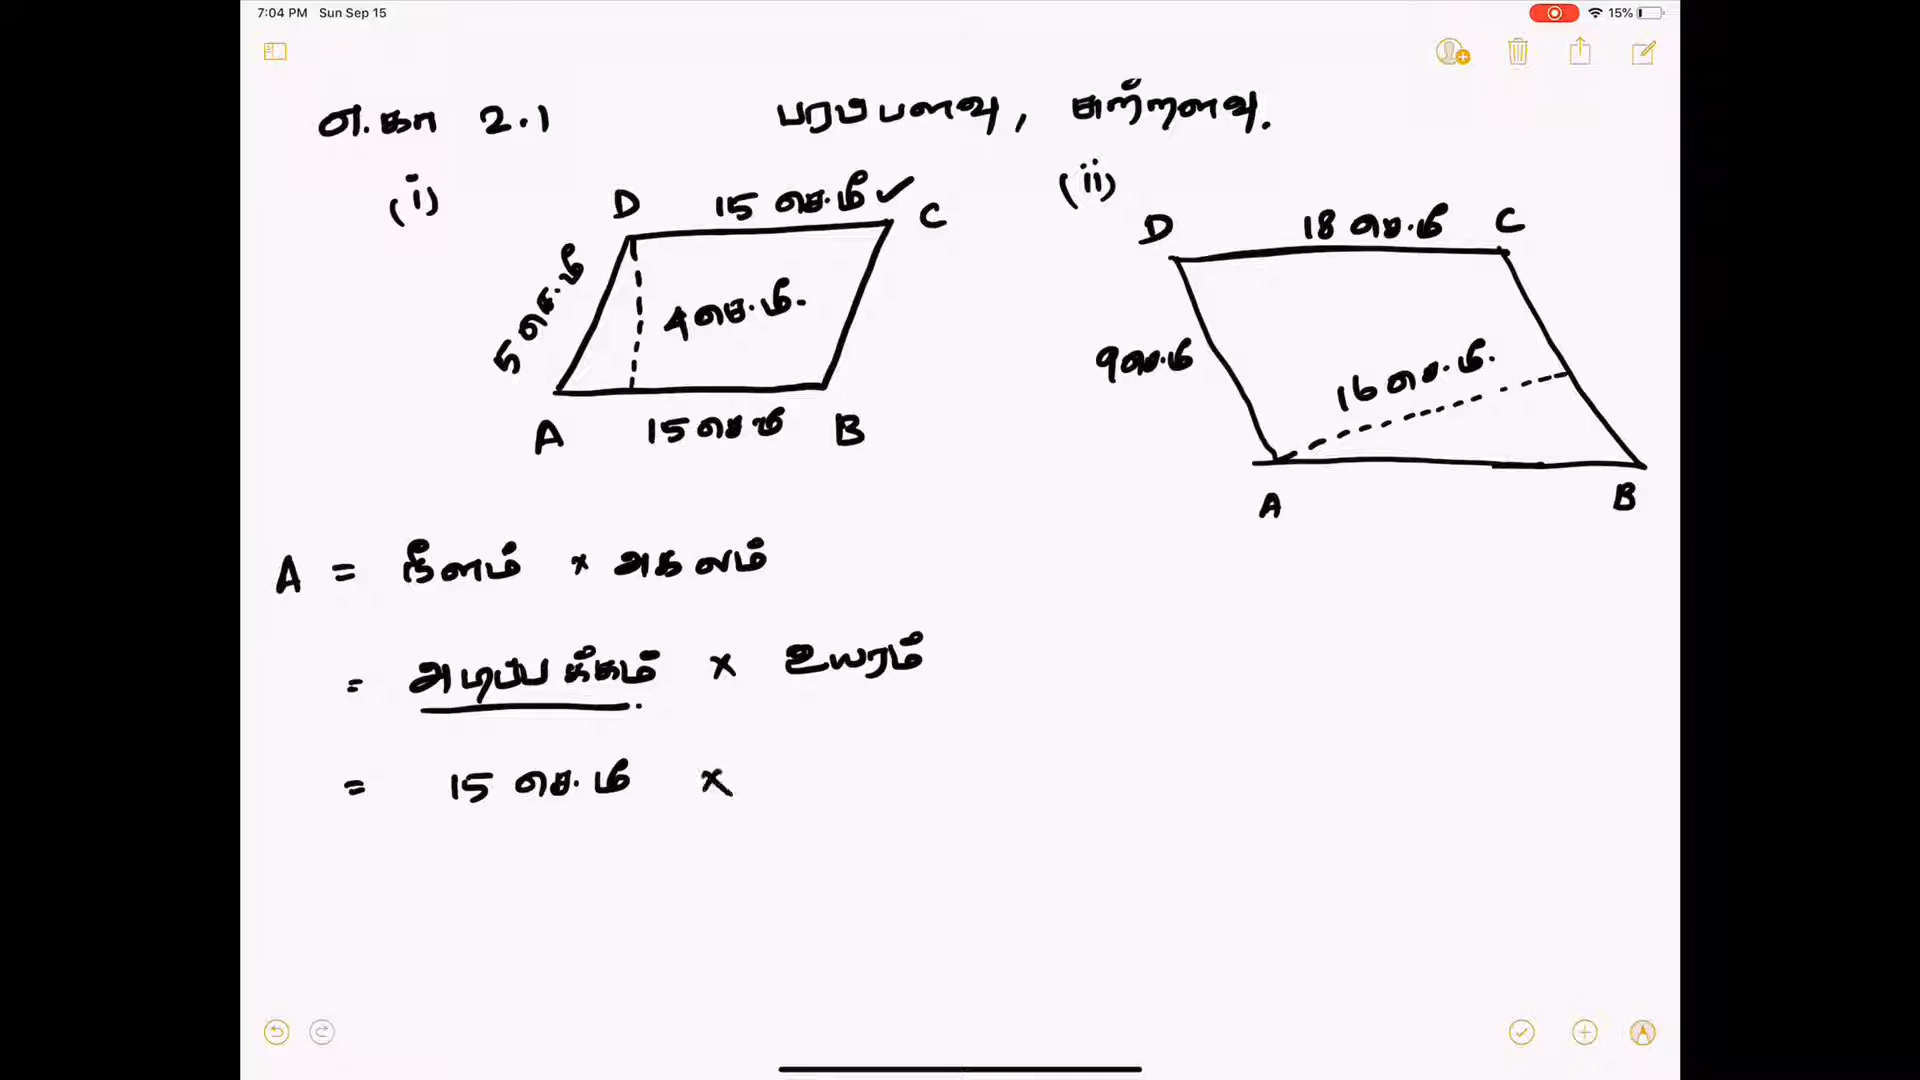 7:04 PM Sun Sep 15
15%
எ.கா 2.1 பரப்பளவு, சுற்றளவு.
(i)
D 15 செ.மீ ✓ C
5 செ.மீ
4 செ.மீ.
A 15 செ மீ B
(ii)
D 18 செ.மீ C
9 செ.மீ
16 செ.மீ.
A B
A = நீளம் × அகலம்
= அடிப்பக்கம் × உயரம்
= 15 செ.மீ ×